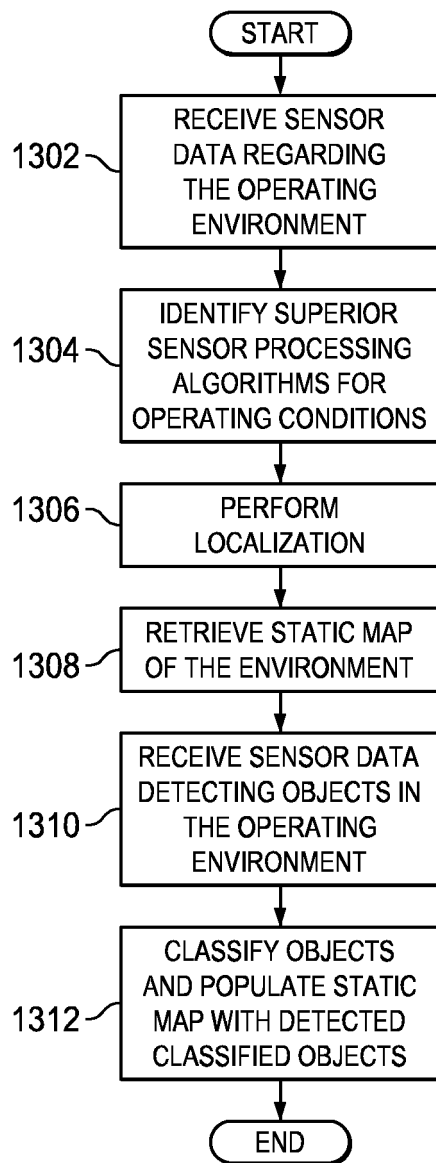 START
1302
RECEIVE SENSOR
DATA REGARDING
THE OPERATING
ENVIRONMENT
1304
IDENTIFY SUPERIOR
SENSOR PROCESSING
ALGORITHMS FOR
OPERATING CONDITIONS
1306
PERFORM
LOCALIZATION
1308
RETRIEVE STATIC MAP
OF THE ENVIRONMENT
1310
RECEIVE SENSOR DATA
DETECTING OBJECTS IN
THE OPERATING
ENVIRONMENT
1312
CLASSIFY OBJECTS
AND POPULATE STATIC
MAP WITH DETECTED
CLASSIFIED OBJECTS
END